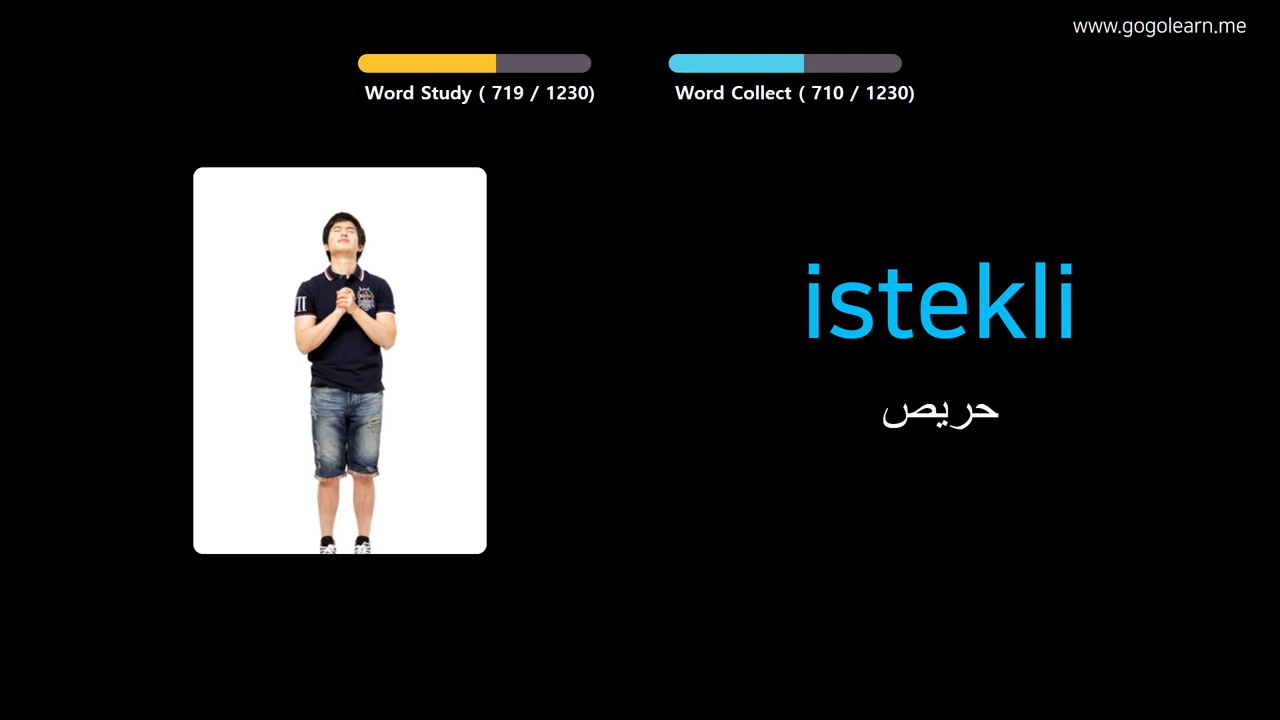 www.gogolearn.me
Word Study ( 719 / 1230)
Word Collect ( 710 / 1230)
istekli
حريص